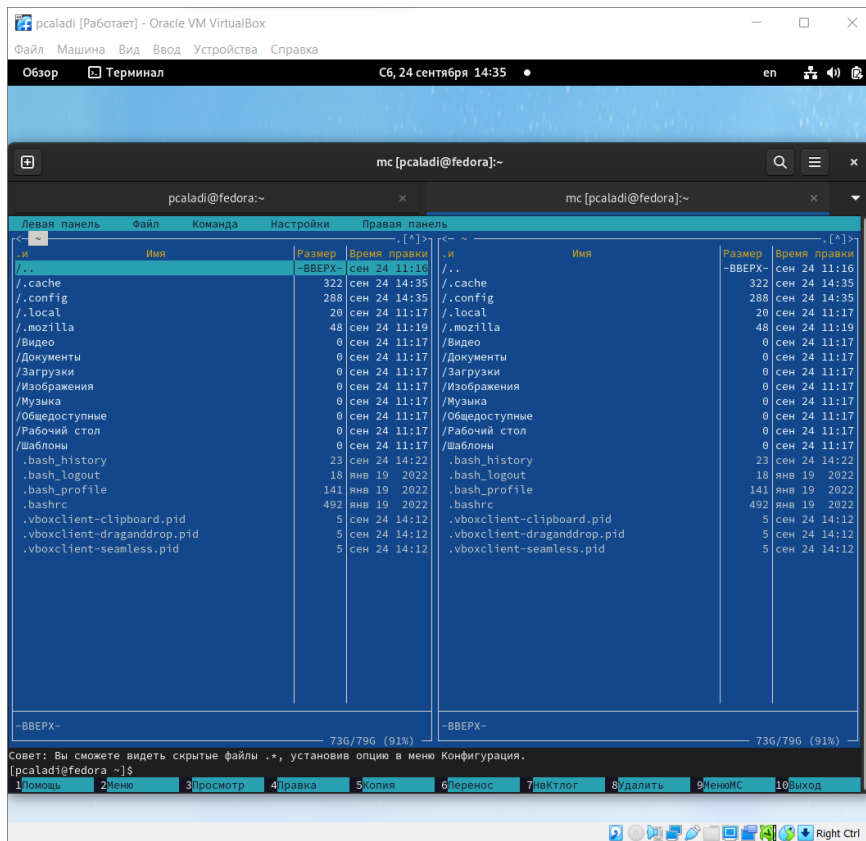 pcaladi [Работает] - Oracle VM VirtualBox
Файл Машина Вид Ввод Устройства Справка
Обзор Терминал Сб, 24 сентября 14:35 en
mc [pcaladi@fedora]:~
pcaladi@fedora:~ × mc [pcaladi@fedora]:~ ×
Левая панель Файл Команда Настройки Правая панель
<- ~ .[^]> <- ~ .[^]>
.и Имя Размер Время правки .и Имя Размер Время правки
/.. -ВВЕРХ- сен 24 11:16 /.. -ВВЕРХ- сен 24 11:16
/.cache 322 сен 24 14:35 /.cache 322 сен 24 14:35
/.config 288 сен 24 14:35 /.config 288 сен 24 14:35
/.local 20 сен 24 11:17 /.local 20 сен 24 11:17
/.mozilla 48 сен 24 11:19 /.mozilla 48 сен 24 11:19
/Видео 0 сен 24 11:17 /Видео 0 сен 24 11:17
/Документы 0 сен 24 11:17 /Документы 0 сен 24 11:17
/Загрузки 0 сен 24 11:17 /Загрузки 0 сен 24 11:17
/Изображения 0 сен 24 11:17 /Изображения 0 сен 24 11:17
/Музыка 0 сен 24 11:17 /Музыка 0 сен 24 11:17
/Общедоступные 0 сен 24 11:17 /Общедоступные 0 сен 24 11:17
/Рабочий стол 0 сен 24 11:17 /Рабочий стол 0 сен 24 11:17
/Шаблоны 0 сен 24 11:17 /Шаблоны 0 сен 24 11:17
.bash_history 23 сен 24 14:22 .bash_history 23 сен 24 14:22
.bash_logout 18 янв 19 2022 .bash_logout 18 янв 19 2022
.bash_profile 141 янв 19 2022 .bash_profile 141 янв 19 2022
.bashrc 492 янв 19 2022 .bashrc 492 янв 19 2022
.vboxclient-clipboard.pid 5 сен 24 14:12 .vboxclient-clipboard.pid 5 сен 24 14:12
.vboxclient-draganddrop.pid 5 сен 24 14:12 .vboxclient-draganddrop.pid 5 сен 24 14:12
.vboxclient-seamless.pid 5 сен 24 14:12 .vboxclient-seamless.pid 5 сен 24 14:12
-ВВЕРХ- -ВВЕРХ-
73G/79G (91%) 73G/79G (91%)
Совет: Вы сможете видеть скрытые файлы .*, установив опцию в меню Конфигурация.
[pcaladi@fedora ~]$
1Помощь 2Меню 3Просмотр 4Правка 5Копия 6Перенос 7НвКтлог 8Удалить 9МенюMC 10Выход
Right Ctrl